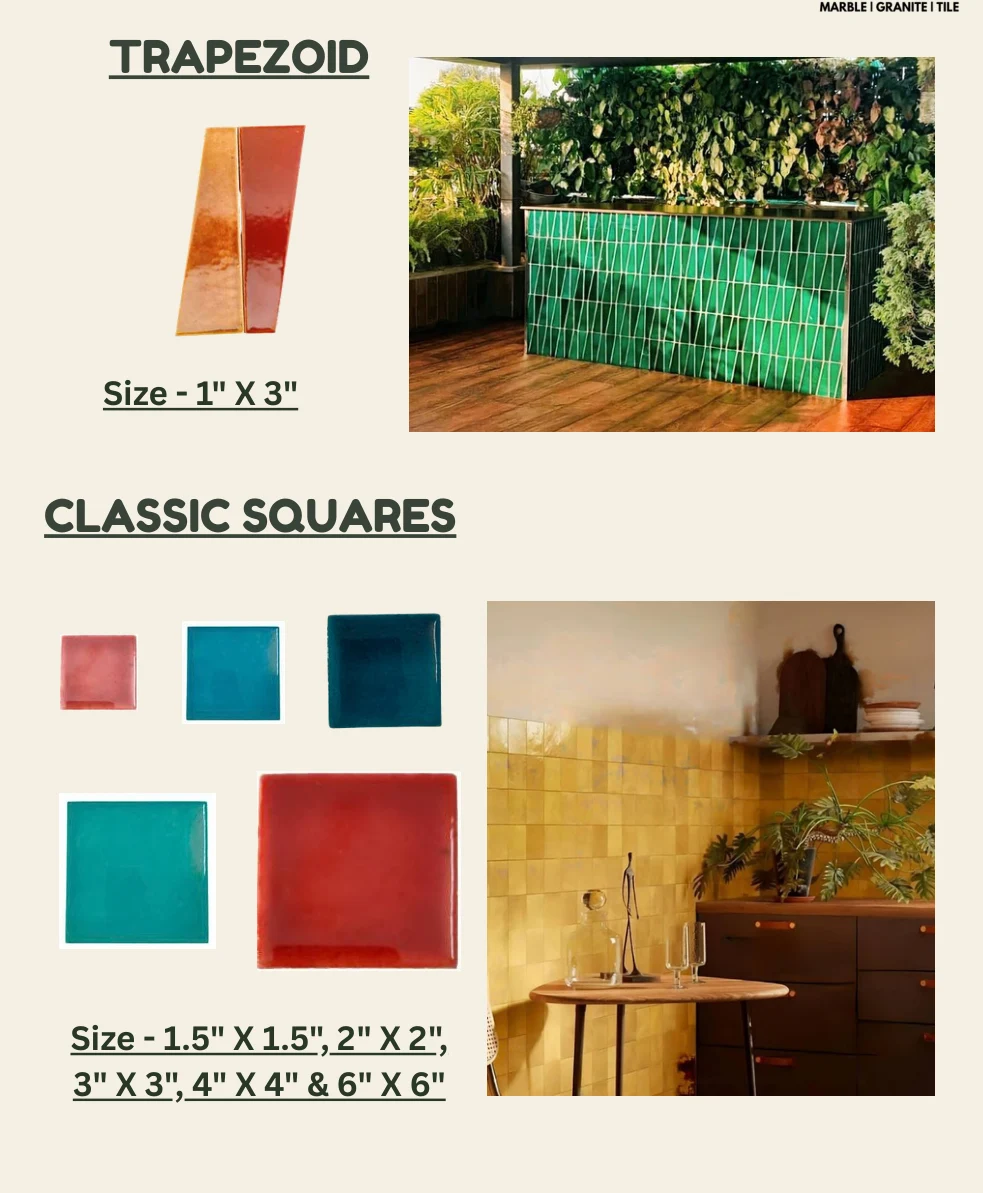 MARBLE | GRANITE | TILE
TRAPEZOID
Size - 1" X 3"
CLASSIC SQUARES
Size - 1.5" X 1.5", 2" X 2",
3" X 3", 4" X 4" & 6" X 6"